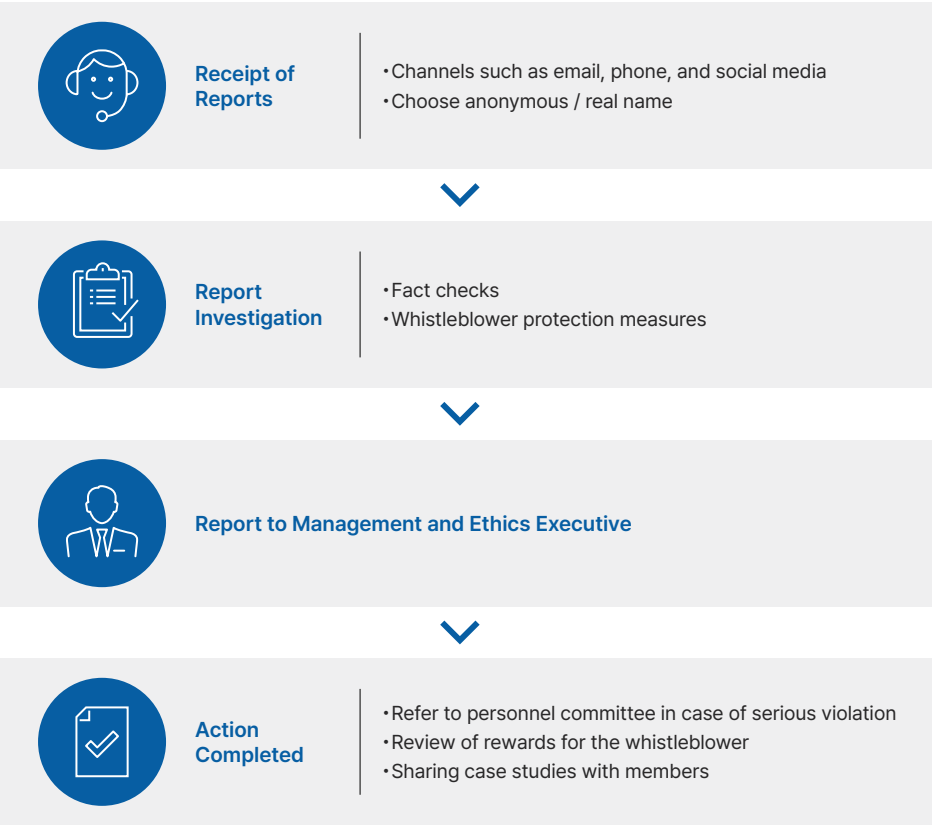 Receipt of
Reports
・Channels such as email, phone, and social media
・Choose anonymous / real name
Report
Investigation
・Fact checks
・Whistleblower protection measures
Report to Management and Ethics Executive
Action
Completed
・Refer to personnel committee in case of serious violation
・Review of rewards for the whistleblower
・Sharing case studies with members